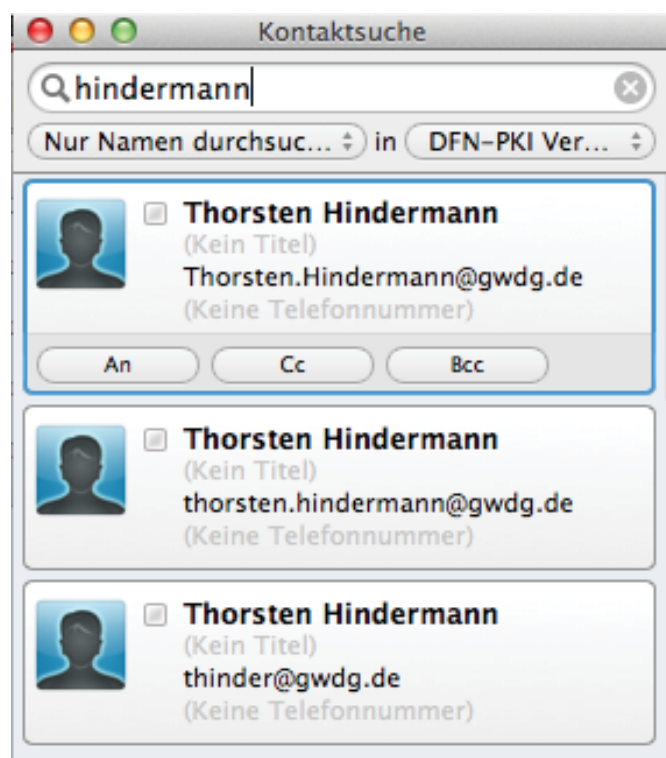 Kontaktsuche
hindermann
Nur Namen durchsuc... in DFN-PKI Ver...
Thorsten Hindermann
(Kein Titel)
Thorsten.Hindermann@gwdg.de
(Keine Telefonnummer)
An Cc Bcc
Thorsten Hindermann
(Kein Titel)
thorsten.hindermann@gwdg.de
(Keine Telefonnummer)
Thorsten Hindermann
(Kein Titel)
thinder@gwdg.de
(Keine Telefonnummer)